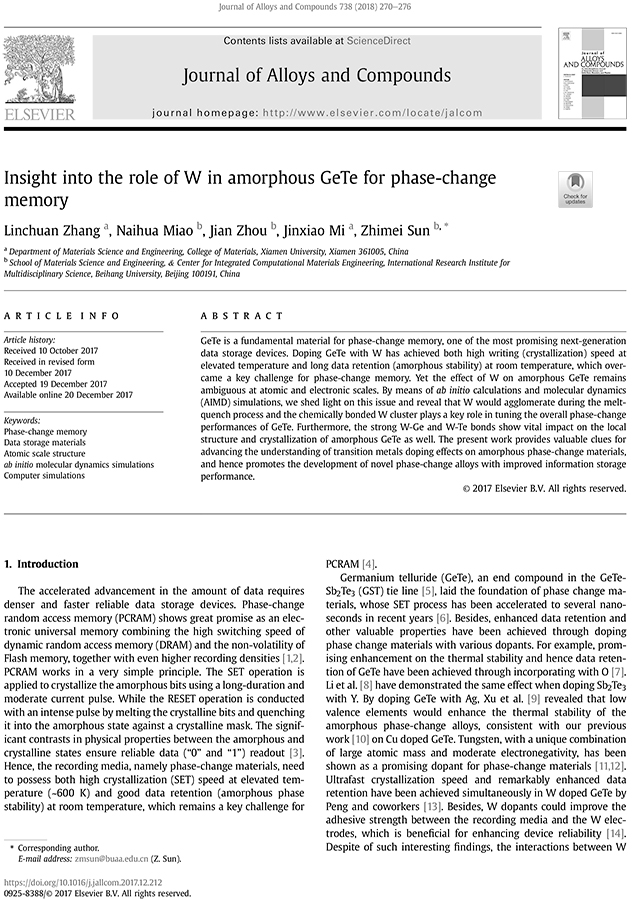 Journal of Alloys and Compounds 738 (2018) 270–276
Contents lists available at ScienceDirect
Journal of Alloys and Compounds
journal homepage: http://www.elsevier.com/locate/jalcom
ELSEVIER
Journal of
ALLOYS
AND COMPOUNDS
Insight into the role of W in amorphous GeTe for phase-change
memory
Check for
updates
Linchuan Zhang a, Naihua Miao b, Jian Zhou b, Jinxiao Mi a, Zhimei Sun b, *
a Department of Materials Science and Engineering, College of Materials, Xiamen University, Xiamen 361005, China
b School of Materials Science and Engineering, & Center for Integrated Computational Materials Engineering, International Research Institute for
Multidisciplinary Science, Beihang University, Beijing 100191, China
ARTICLE INFO
Article history:
Received 10 October 2017
Received in revised form
10 December 2017
Accepted 19 December 2017
Available online 20 December 2017
Keywords:
Phase-change memory
Data storage materials
Atomic scale structure
ab initio molecular dynamics simulations
Computer simulations
ABSTRACT
GeTe is a fundamental material for phase-change memory, one of the most promising next-generation
data storage devices. Doping GeTe with W has achieved both high writing (crystallization) speed at
elevated temperature and long data retention (amorphous stability) at room temperature, which over-
came a key challenge for phase-change memory. Yet the effect of W on amorphous GeTe remains
ambiguous at atomic and electronic scales. By means of ab initio calculations and molecular dynamics
(AIMD) simulations, we shed light on this issue and reveal that W would agglomerate during the melt-
quench process and the chemically bonded W cluster plays a key role in tuning the overall phase-change
performances of GeTe. Furthermore, the strong W-Ge and W-Te bonds show vital impact on the local
structure and crystallization of amorphous GeTe as well. The present work provides valuable clues for
advancing the understanding of transition metals doping effects on amorphous phase-change materials,
and hence promotes the development of novel phase-change alloys with improved information storage
performance.
© 2017 Elsevier B.V. All rights reserved.
1. Introduction
The accelerated advancement in the amount of data requires
denser and faster reliable data storage devices. Phase-change
random access memory (PCRAM) shows great promise as an elec-
tronic universal memory combining the high switching speed of
dynamic random access memory (DRAM) and the non-volatility of
Flash memory, together with even higher recording densities [1,2].
PCRAM works in a very simple principle. The SET operation is
applied to crystallize the amorphous bits using a long-duration and
moderate current pulse. While the RESET operation is conducted
with an intense pulse by melting the crystalline bits and quenching
it into the amorphous state against a crystalline mask. The signif-
icant contrasts in physical properties between the amorphous and
crystalline states ensure reliable data (“0” and “1”) readout [3].
Hence, the recording media, namely phase-change materials, need
to possess both high crystallization (SET) speed at elevated tem-
perature (~600 K) and good data retention (amorphous phase
stability) at room temperature, which remains a key challenge for
PCRAM [4].
Germanium telluride (GeTe), an end compound in the GeTe-
Sb2Te3 (GST) tie line [5], laid the foundation of phase change ma-
terials, whose SET process has been accelerated to several nano-
seconds in recent years [6]. Besides, enhanced data retention and
other valuable properties have been achieved through doping
phase change materials with various dopants. For example, prom-
ising enhancement on the thermal stability and hence data reten-
tion of GeTe have been achieved through incorporating with O [7].
Li et al. [8] have demonstrated the same effect when doping Sb2Te3
with Y. By doping GeTe with Ag, Xu et al. [9] revealed that low
valence elements would enhance the thermal stability of the
amorphous phase-change alloys, consistent with our previous
work [10] on Cu doped GeTe. Tungsten, with a unique combination
of large atomic mass and moderate electronegativity, has been
shown as a promising dopant for phase-change materials [11,12].
Ultrafast crystallization speed and remarkably enhanced data
retention have been achieved simultaneously in W doped GeTe by
Peng and coworkers [13]. Besides, W dopants could improve the
adhesive strength between the recording media and the W elec-
trodes, which is beneficial for enhancing device reliability [14].
Despite of such interesting findings, the interactions between W
* Corresponding author.
E-mail address: zmsun@buaa.edu.cn (Z. Sun).
https://doi.org/10.1016/j.jallcom.2017.12.212
0925-8388/© 2017 Elsevier B.V. All rights reserved.